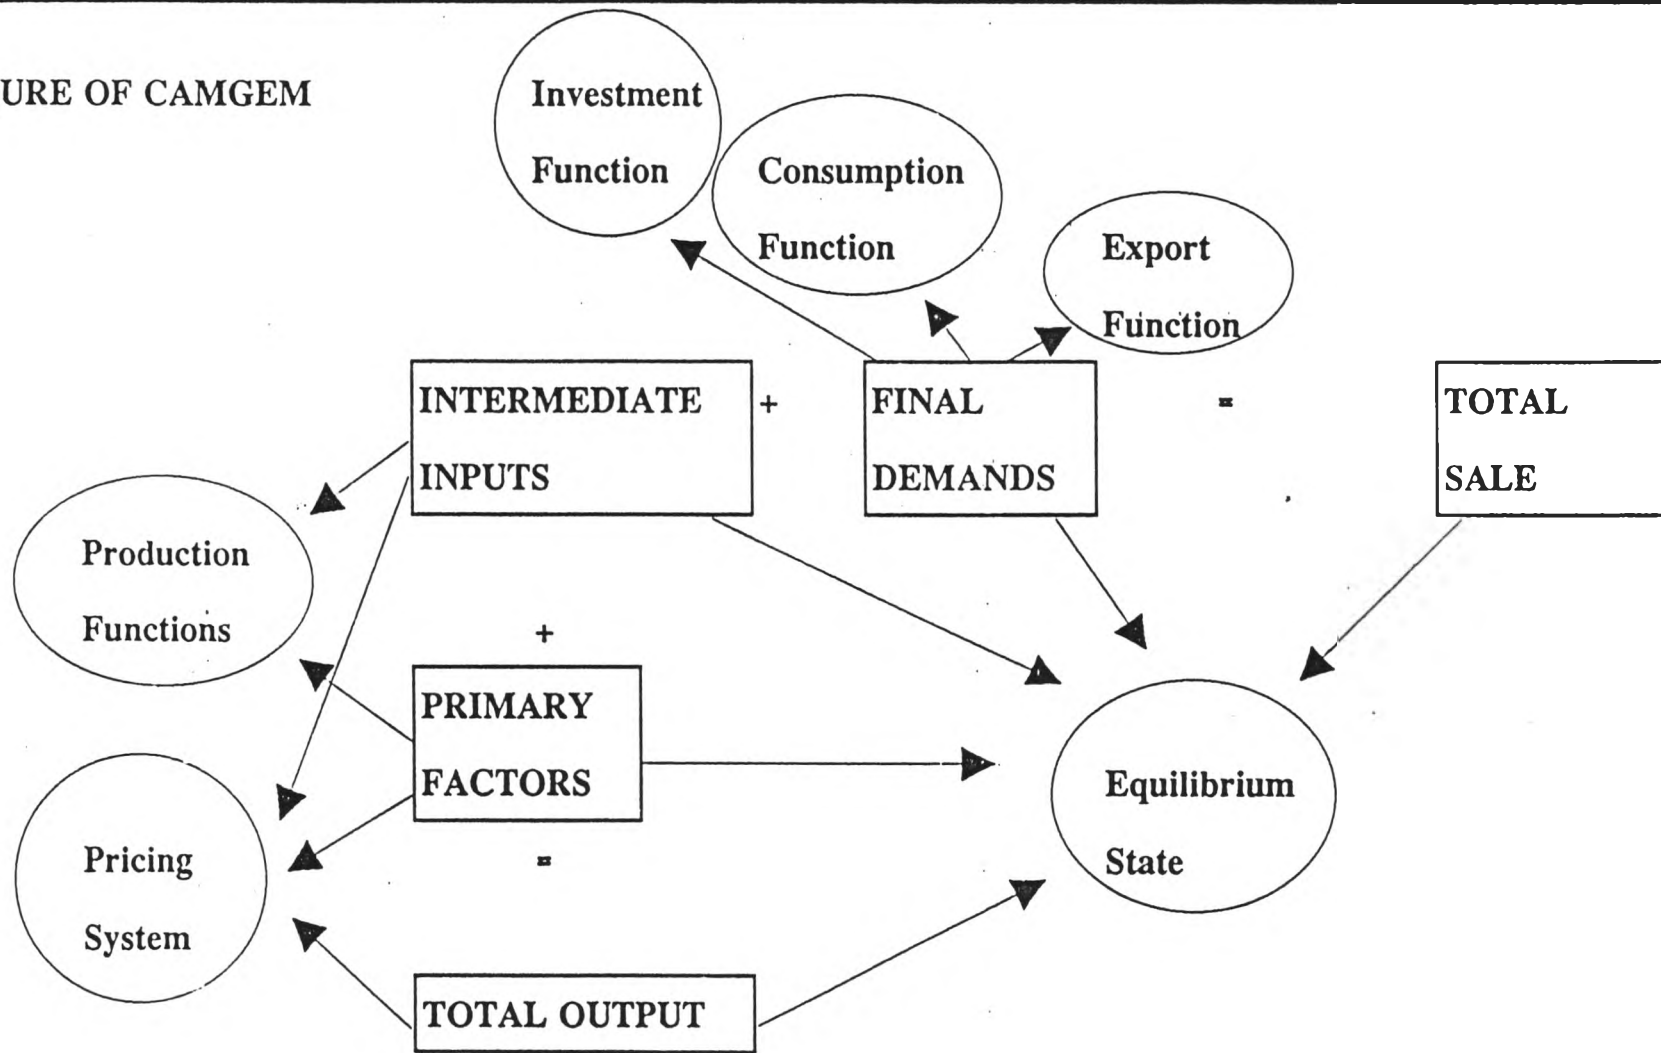 URE OF CAMGEM
Investment
Function
Consumption
Function
Export
Function
INTERMEDIATE
INPUTS
+
FINAL
DEMANDS
=
TOTAL
SALE
Production
Functions
+
PRIMARY
FACTORS
=
Equilibrium
State
Pricing
System
TOTAL OUTPUT